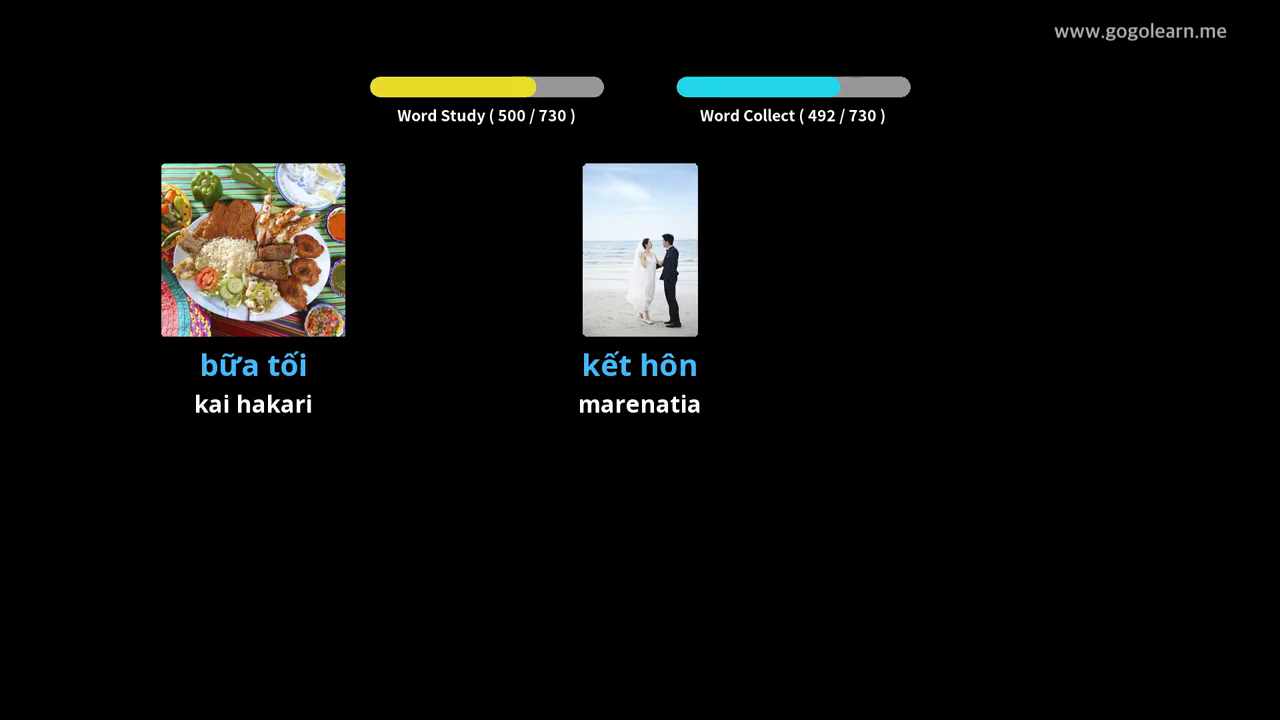 www.gogolearn.me
Word Study ( 500 / 730 )
Word Collect ( 492 / 730 )
bữa tối
kai hakari
kết hôn
marenatia